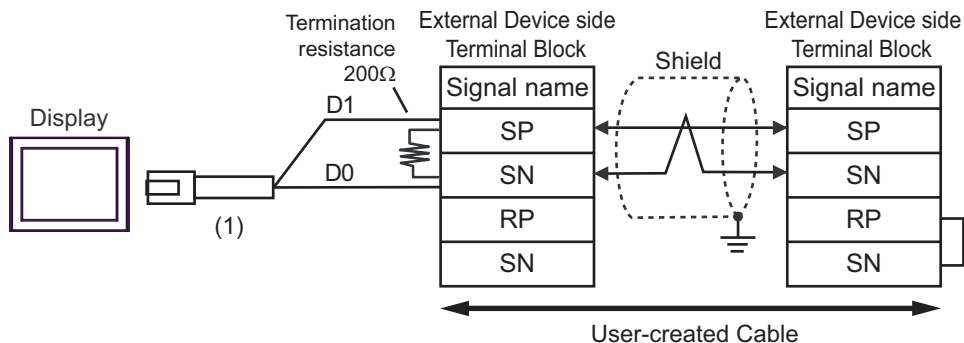 Termination
resistance
200Ω
External Device side
Terminal Block
External Device side
Terminal Block
Shield
Signal name
Signal name
Display
D1
SP
SP
D0
SN
SN
(1)
RP
RP
SN
SN
User-created Cable